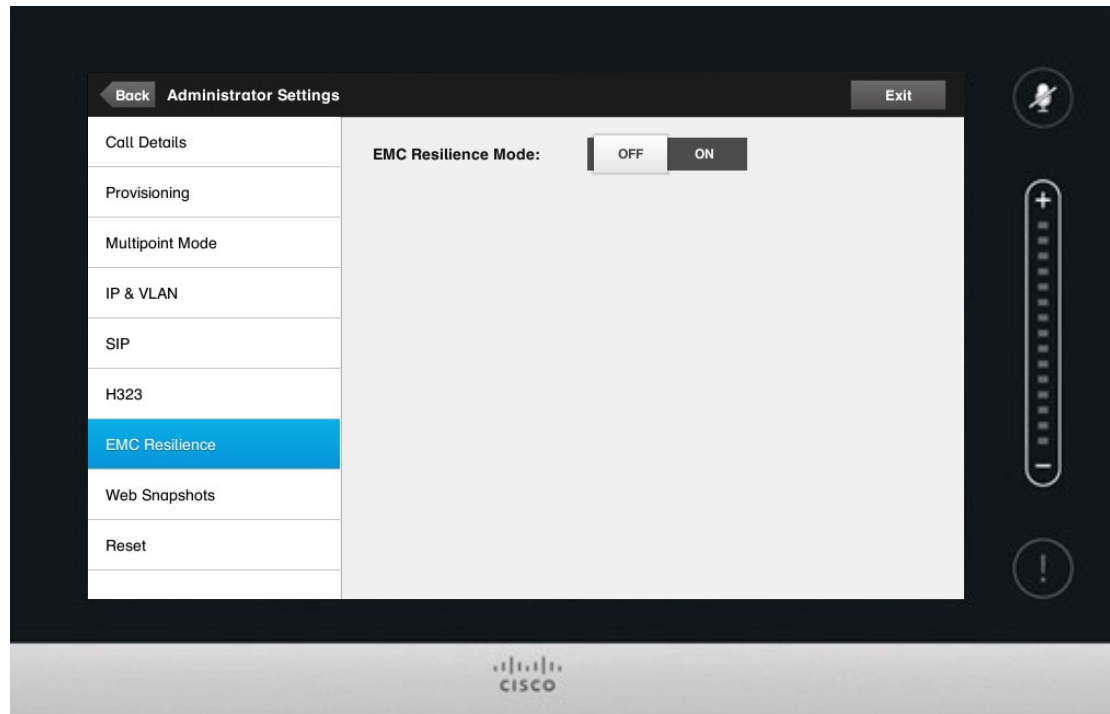 Back Administrator Settings Exit
Call Details
EMC Resilience Mode: OFF ON
Provisioning
Multipoint Mode
IP & VLAN
SIP
H323
EMC Resilience
Web Snapshots
Reset
+
−
!
CISCO